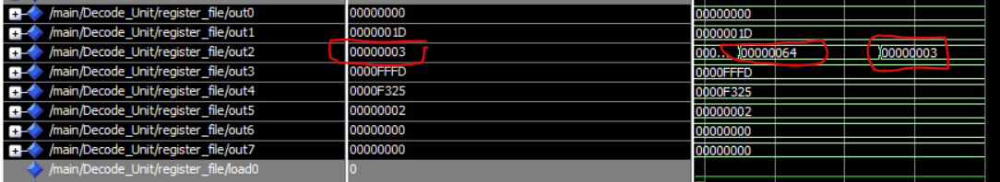 /main/Decode_Unit/register_file/out0 00000000 00000000
/main/Decode_Unit/register_file/out1 0000001D 0000001D
/main/Decode_Unit/register_file/out2 00000003 000... 00000064 00000003
/main/Decode_Unit/register_file/out3 0000FFFD 0000FFFD
/main/Decode_Unit/register_file/out4 0000F325 0000F325
/main/Decode_Unit/register_file/out5 00000002 00000002
/main/Decode_Unit/register_file/out6 00000000 00000000
/main/Decode_Unit/register_file/out7 00000000 00000000
/main/Decode_Unit/register_file/load0 0